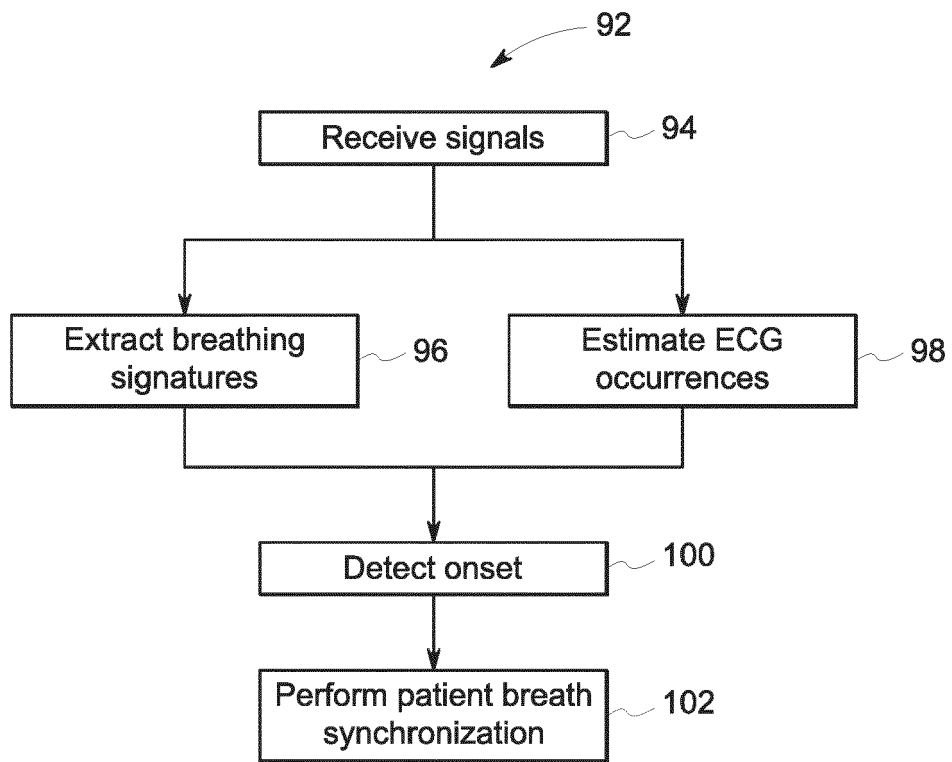 92
Receive signals
94
Extract breathing
signatures
96
Estimate ECG
occurrences
98
Detect onset
100
Perform patient breath
synchronization
102